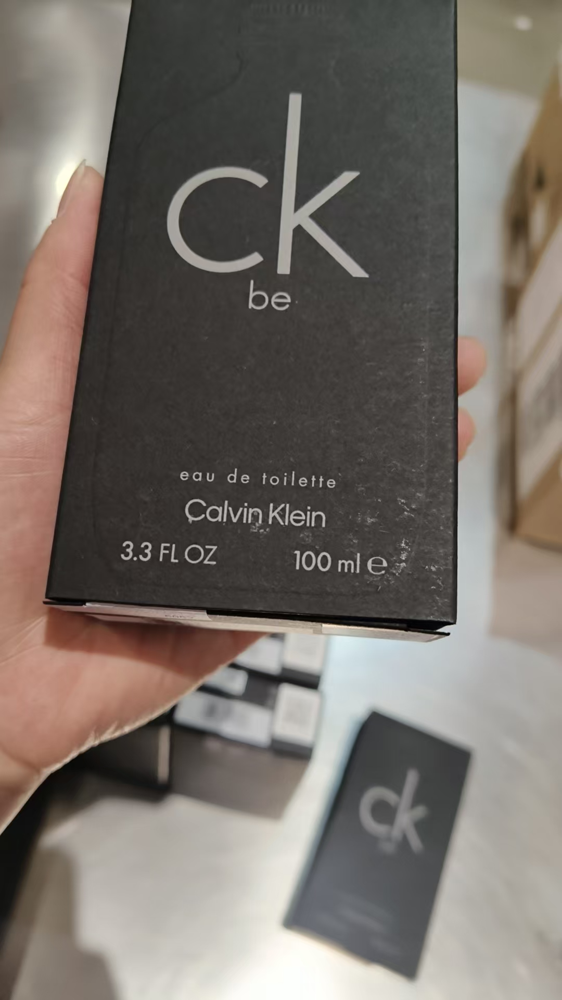 ck
be
eau de toilette
Calvin Klein
3.3 FL OZ 100 ml e
ck